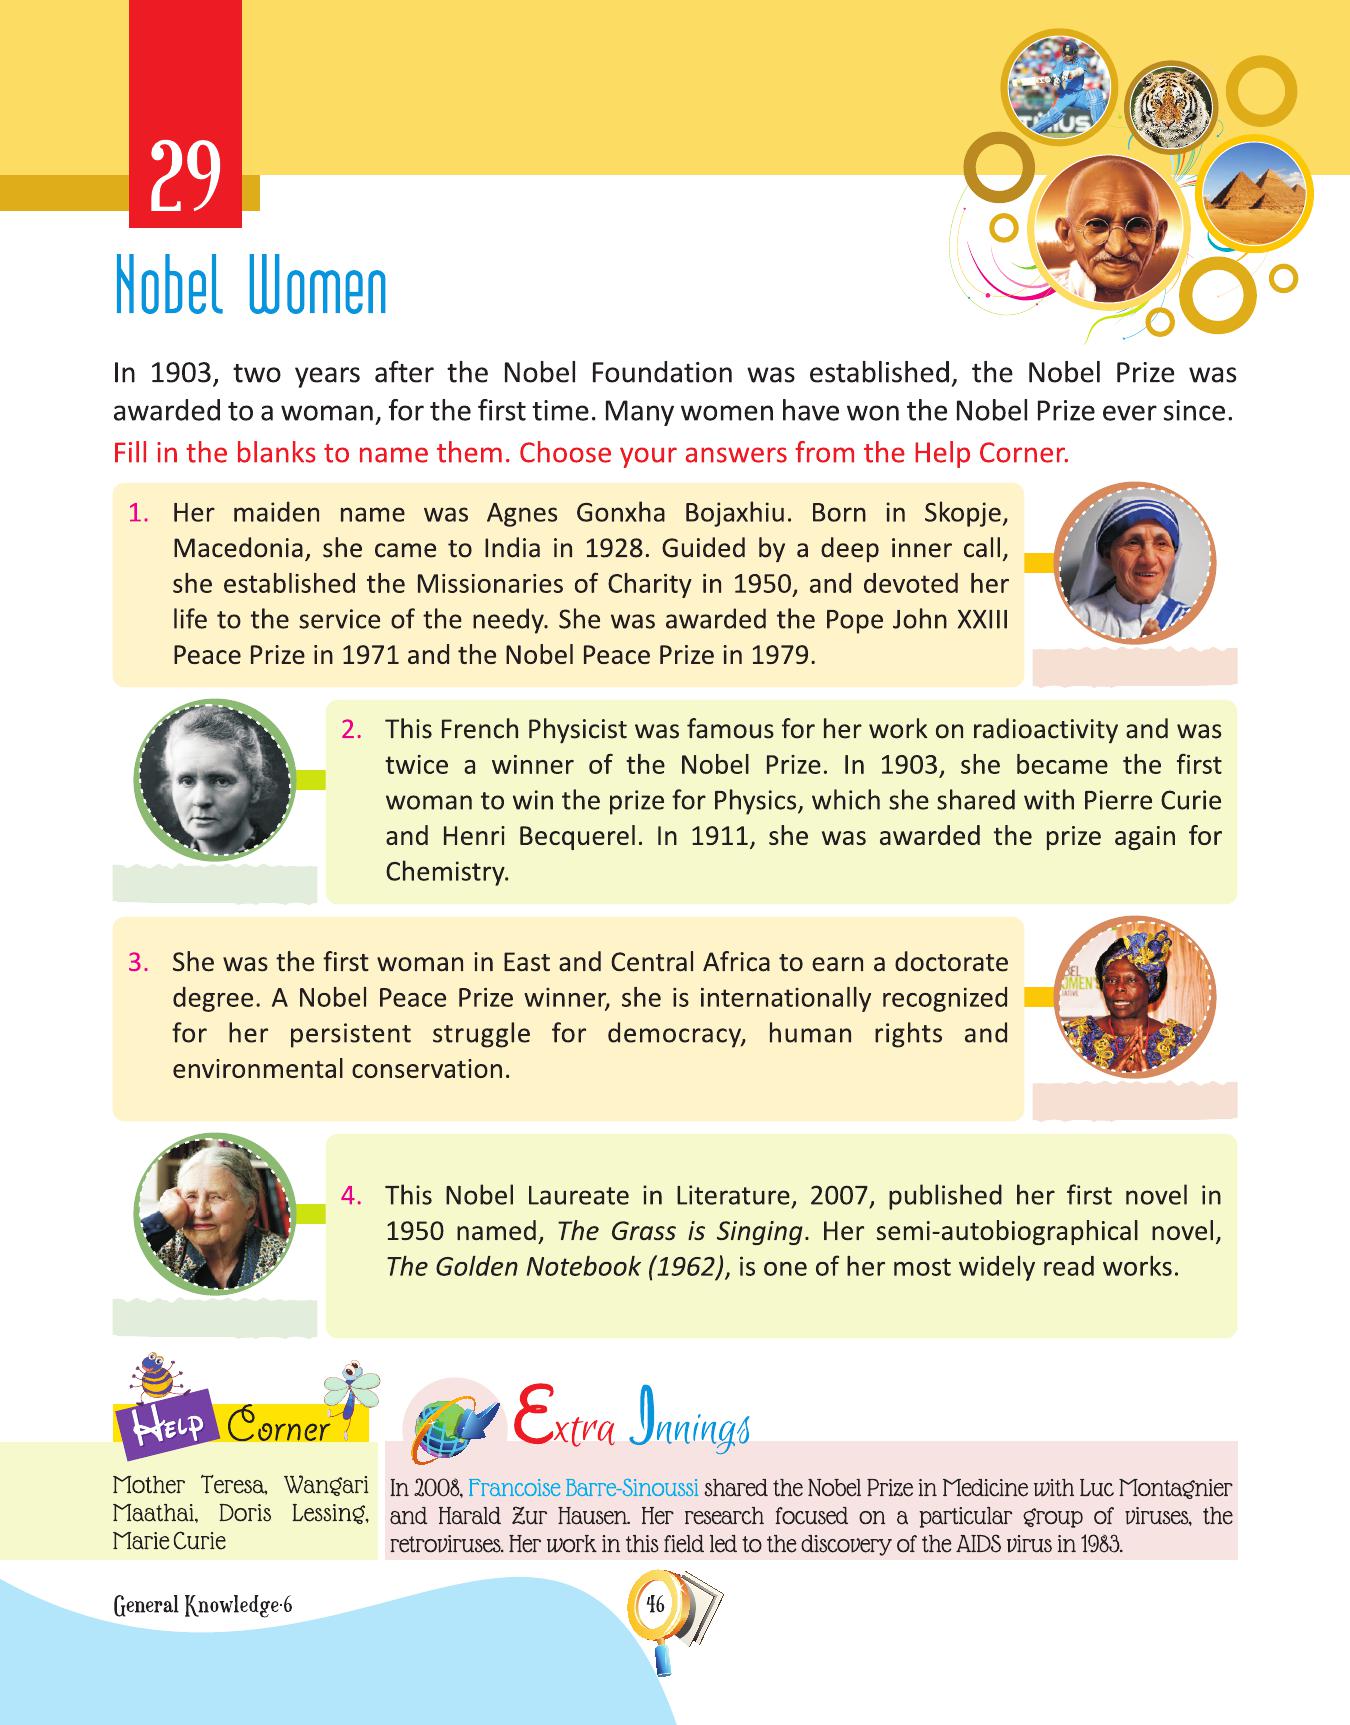 29
Nobel Women
In 1903, two years after the Nobel Foundation was established, the Nobel Prize was
awarded to a woman, for the first time. Many women have won the Nobel Prize ever since.
Fill in the blanks to name them. Choose your answers from the Help Corner.
1. Her maiden name was Agnes Gonxha Bojaxhiu. Born in Skopje,
Macedonia, she came to India in 1928. Guided by a deep inner call,
she established the Missionaries of Charity in 1950, and devoted her
life to the service of the needy. She was awarded the Pope John XXIII
Peace Prize in 1971 and the Nobel Peace Prize in 1979.
2. This French Physicist was famous for her work on radioactivity and was
twice a winner of the Nobel Prize. In 1903, she became the first
woman to win the prize for Physics, which she shared with Pierre Curie
and Henri Becquerel. In 1911, she was awarded the prize again for
Chemistry.
3. She was the first woman in East and Central Africa to earn a doctorate
degree. A Nobel Peace Prize winner, she is internationally recognized
for her persistent struggle for democracy, human rights and
environmental conservation.
4. This Nobel Laureate in Literature, 2007, published her first novel in
1950 named, The Grass is Singing. Her semi-autobiographical novel,
The Golden Notebook (1962), is one of her most widely read works.
Help Corner
Mother Teresa, Wangari
Maathai, Doris Lessing,
Marie Curie
Extra Innings
In 2008, Francoise Barre-Sinoussi shared the Nobel Prize in Medicine with Luc Montagnier
and Harald Zur Hausen. Her research focused on a particular group of viruses, the
retroviruses. Her work in this field led to the discovery of the AIDS virus in 1983.
General Knowledge-6
46